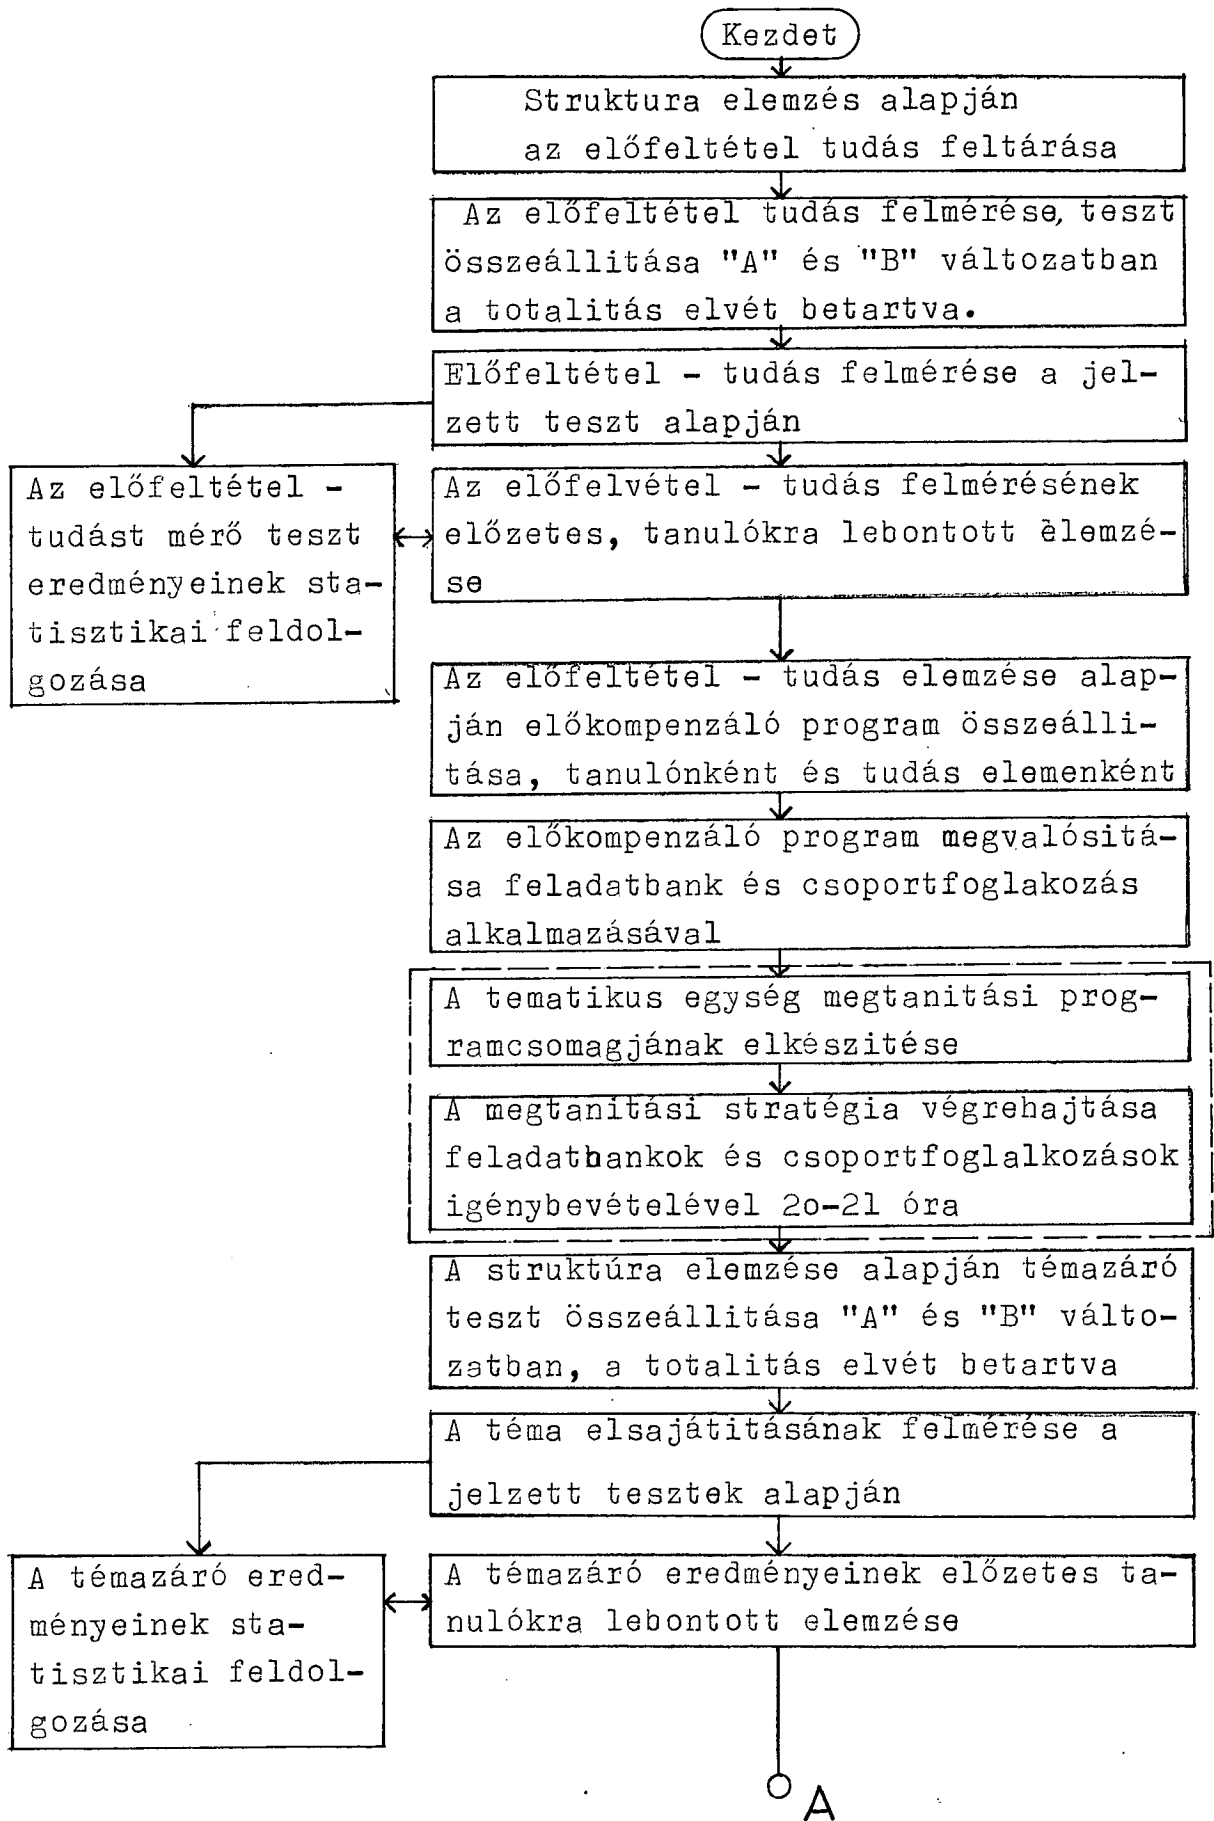 Kezdet
Struktura elemzés alapján
az előfeltétel tudás feltárása
Az előfeltétel tudás felmérése, teszt
összeállitása "A" és "B" változatban
a totalitás elvét betartva.
Előfeltétel - tudás felmérése a jel-
zett teszt alapján
Az előfeltétel -
tudást mérő teszt
eredményeinek sta-
tisztikai feldol-
gozása
Az előfelvétel - tudás felmérésének
előzetes, tanulókra lebontott elemzé-
se
Az előfeltétel - tudás elemzése alap-
ján előkompenzáló program összeálli-
tása, tanulónként és tudás elemenként
Az előkompenzáló program megvalósitá-
sa feladatbank és csoportfoglakozás
alkalmazásával
A tematikus egység megtanitási prog-
ramcsomagjának elkészitése
A megtanitási stratégia végrehajtása
feladatbankok és csoportfoglalkozások
igénybevételével 2o-21 óra
A struktúra elemzése alapján témazáró
teszt összeállitása "A" és "B" válto-
zatban, a totalitás elvét betartva
A téma elsajátitásának felmérése a
jelzett tesztek alapján
A témazáró ered-
ményeinek sta-
tisztikai feldol-
gozása
A témazáró eredményeinek előzetes ta-
nulókra lebontott elemzése
A